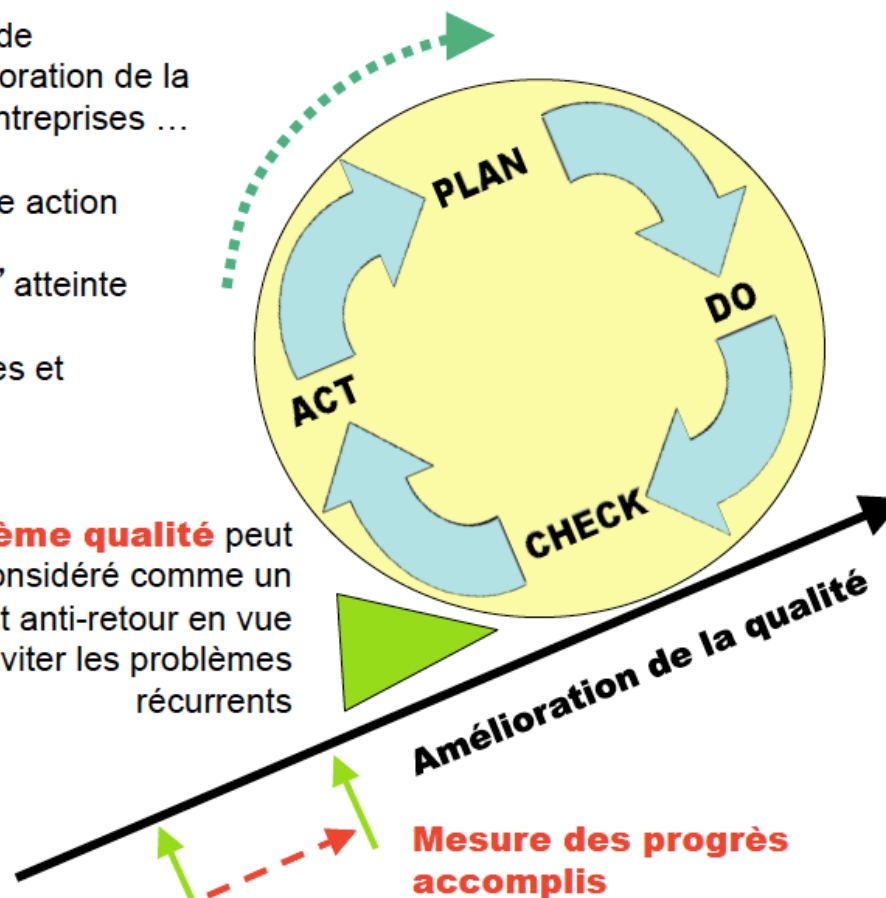 de
oration de la
ntreprises …
e action
’ atteinte
es et
PLAN
DO
CHECK
ACT
ème qualité peut
onsidéré comme un
t anti-retour en vue
viter les problèmes
récurrents
Amélioration de la qualité
Mesure des progrès
accomplis